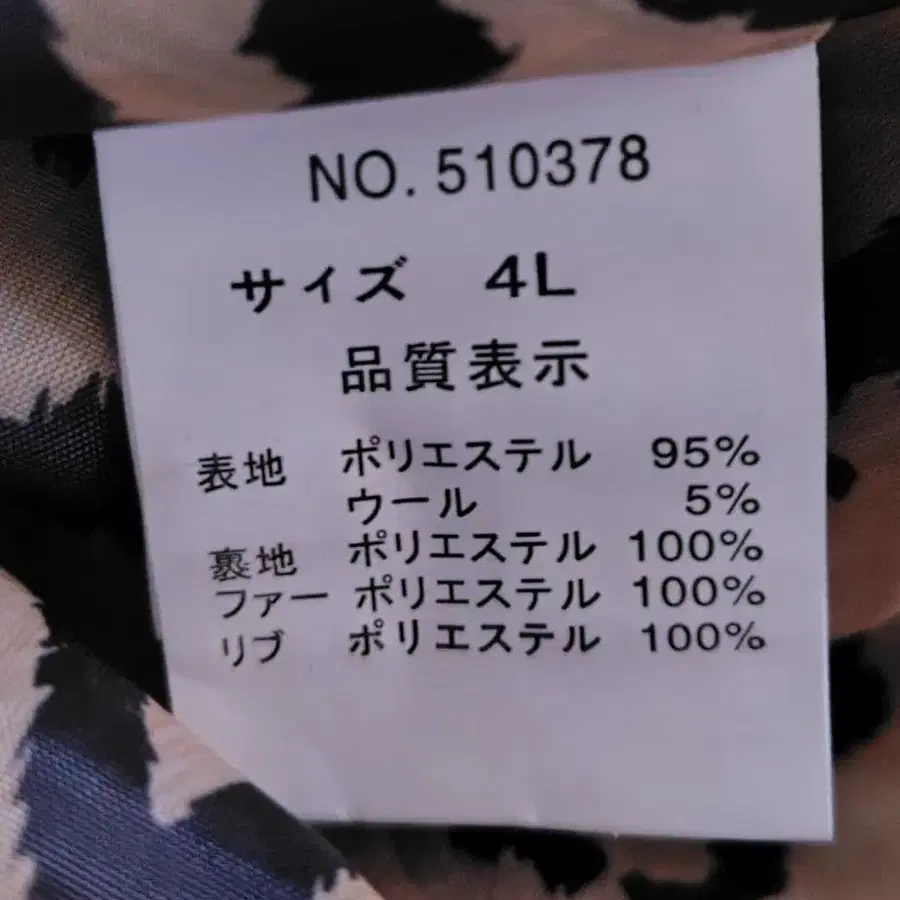 NO. 510378
サイズ 4L
品質表示
表地 ポリエステル 95%
ウール 5%
裏地 ポリエステル 100%
ファー ポリエステル 100%
リブ ポリエステル 100%